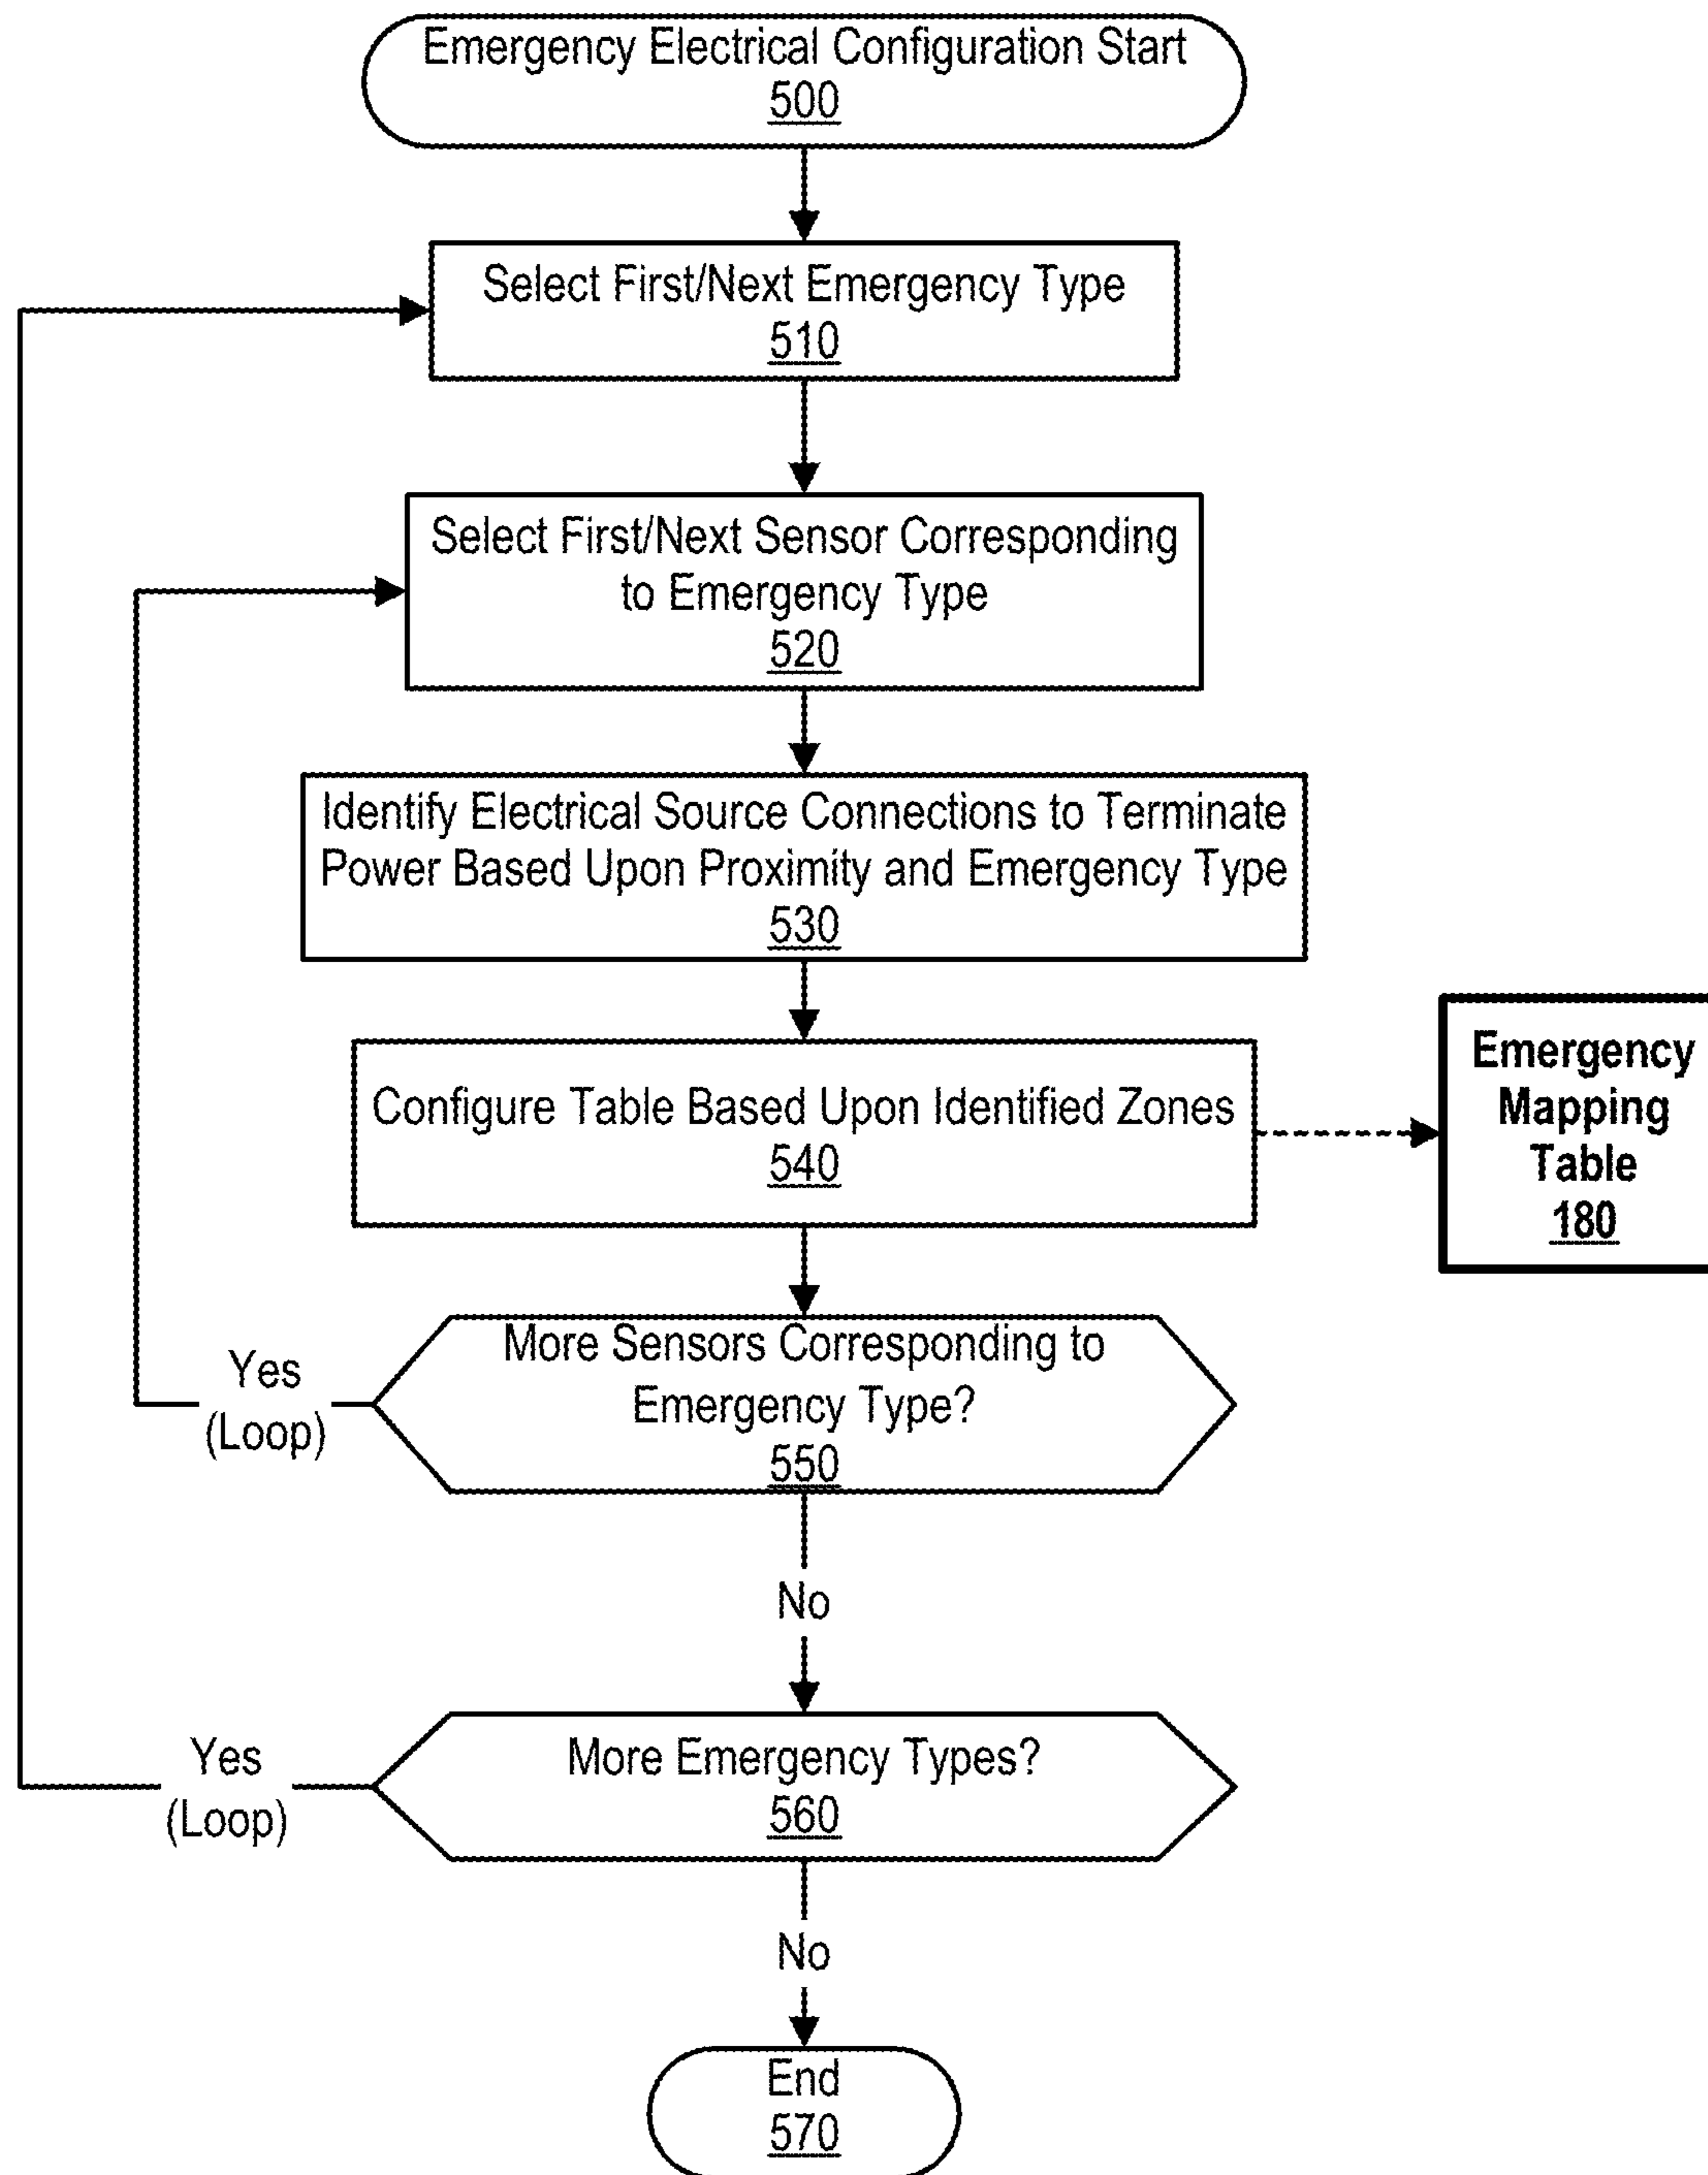 Emergency Electrical Configuration Start
500
Select First/Next Emergency Type
510
Select First/Next Sensor Corresponding
to Emergency Type
520
Identify Electrical Source Connections to Terminate
Power Based Upon Proximity and Emergency Type
530
Configure Table Based Upon Identified Zones
540
Emergency
Mapping
Table
180
More Sensors Corresponding to
Emergency Type?
550
Yes
(Loop)
No
More Emergency Types?
560
Yes
(Loop)
No
End
570